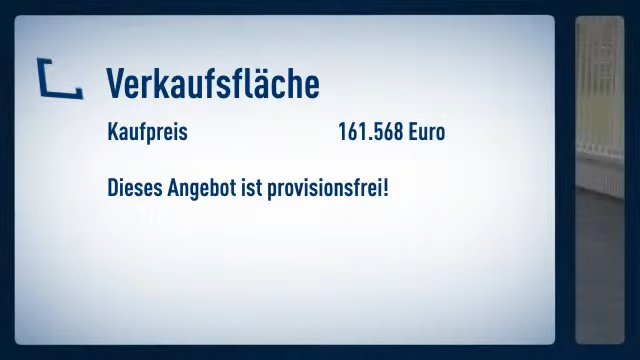 Verkaufsfläche
Kaufpreis 161.568 Euro
Dieses Angebot ist provisionsfrei!